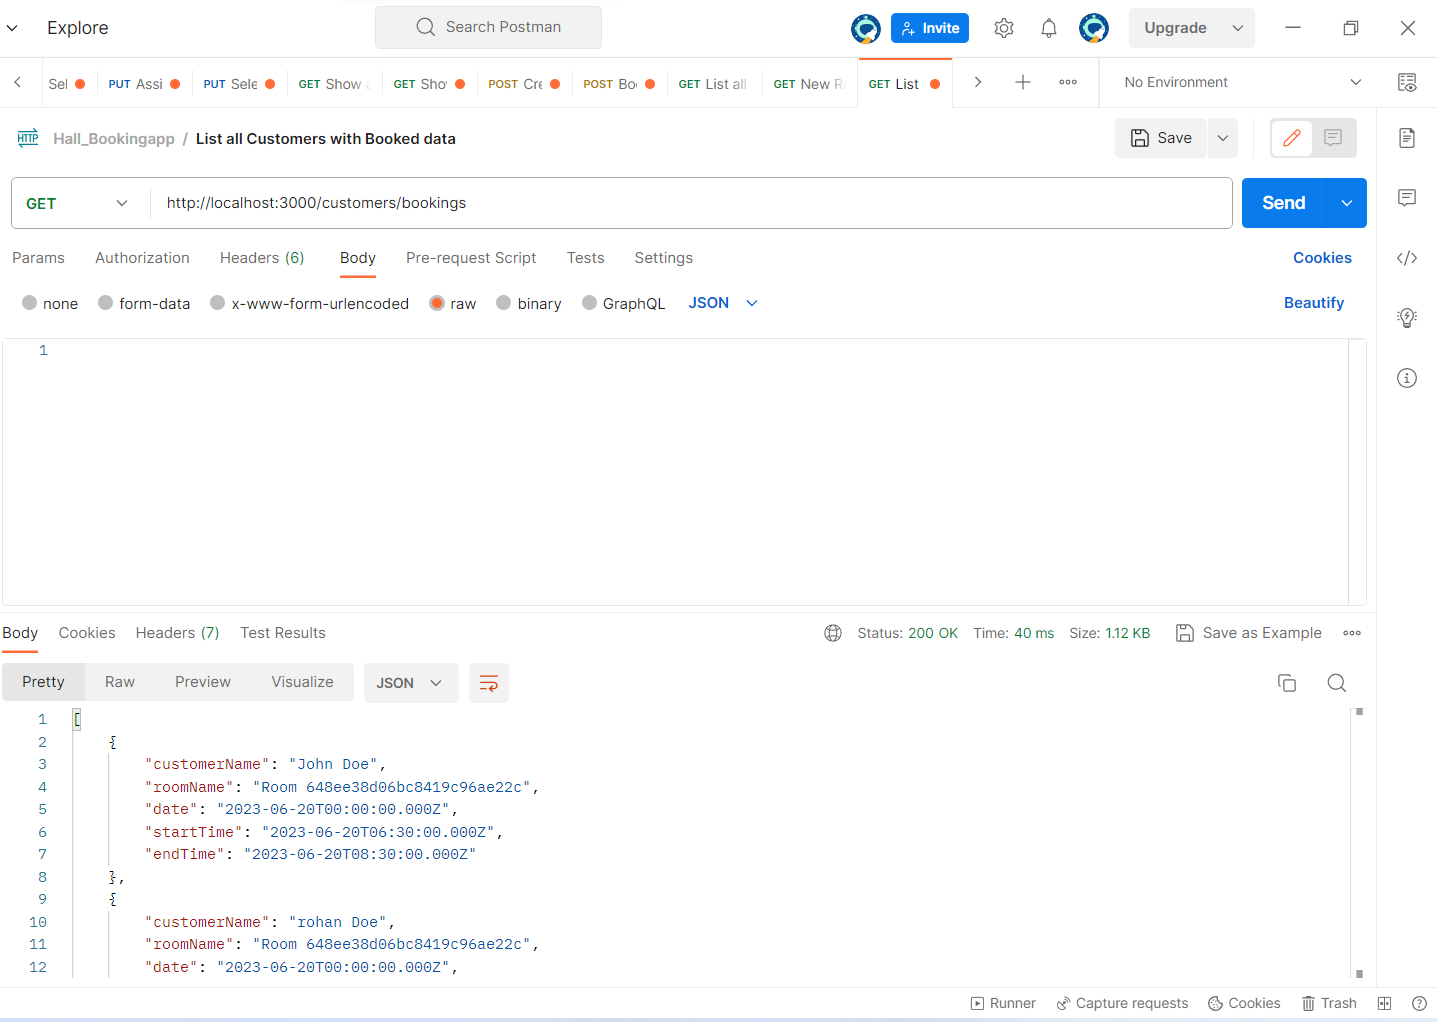 Explore
Search Postman
Invite
Upgrade
Sel
PUT Assi
PUT Sele
GET Show a
GET Sho
POST Cre
POST Bo
GET List all
GET New R
GET List
No Environment
HTTP Hall_Bookingapp / List all Customers with Booked data
Save
GET
http://localhost:3000/customers/bookings
Send
Params Authorization Headers (6) Body Pre-request Script Tests Settings
Cookies
none form-data x-www-form-urlencoded raw binary GraphQL JSON
Beautify
1
Body Cookies Headers (7) Test Results
Status: 200 OK Time: 40 ms Size: 1.12 KB Save as Example
Pretty Raw Preview Visualize JSON
1 [
2 {
3 "customerName": "John Doe",
4 "roomName": "Room 648ee38d06bc8419c96ae22c",
5 "date": "2023-06-20T00:00:00.000Z",
6 "startTime": "2023-06-20T06:30:00.000Z",
7 "endTime": "2023-06-20T08:30:00.000Z"
8 },
9 {
10 "customerName": "rohan Doe",
11 "roomName": "Room 648ee38d06bc8419c96ae22c",
12 "date": "2023-06-20T00:00:00.000Z",
Runner Capture requests Cookies Trash